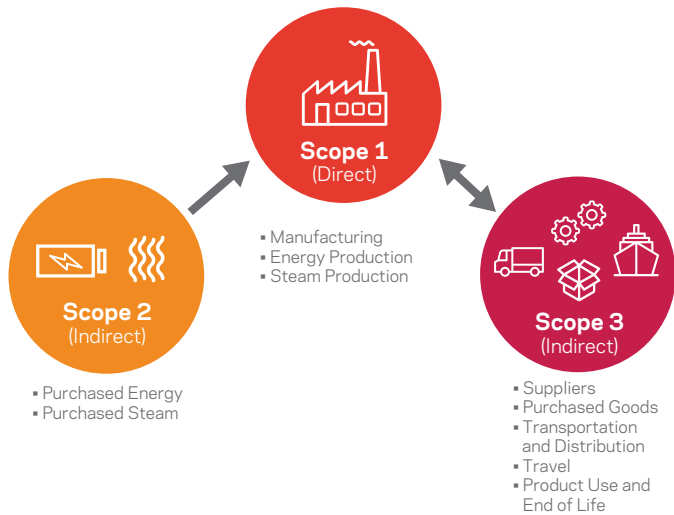 Scope 1
(Direct)
▪ Manufacturing
▪ Energy Production
▪ Steam Production
Scope 2
(Indirect)
▪ Purchased Energy
▪ Purchased Steam
Scope 3
(Indirect)
▪ Suppliers
▪ Purchased Goods
▪ Transportation
and Distribution
▪ Travel
▪ Product Use and
End of Life